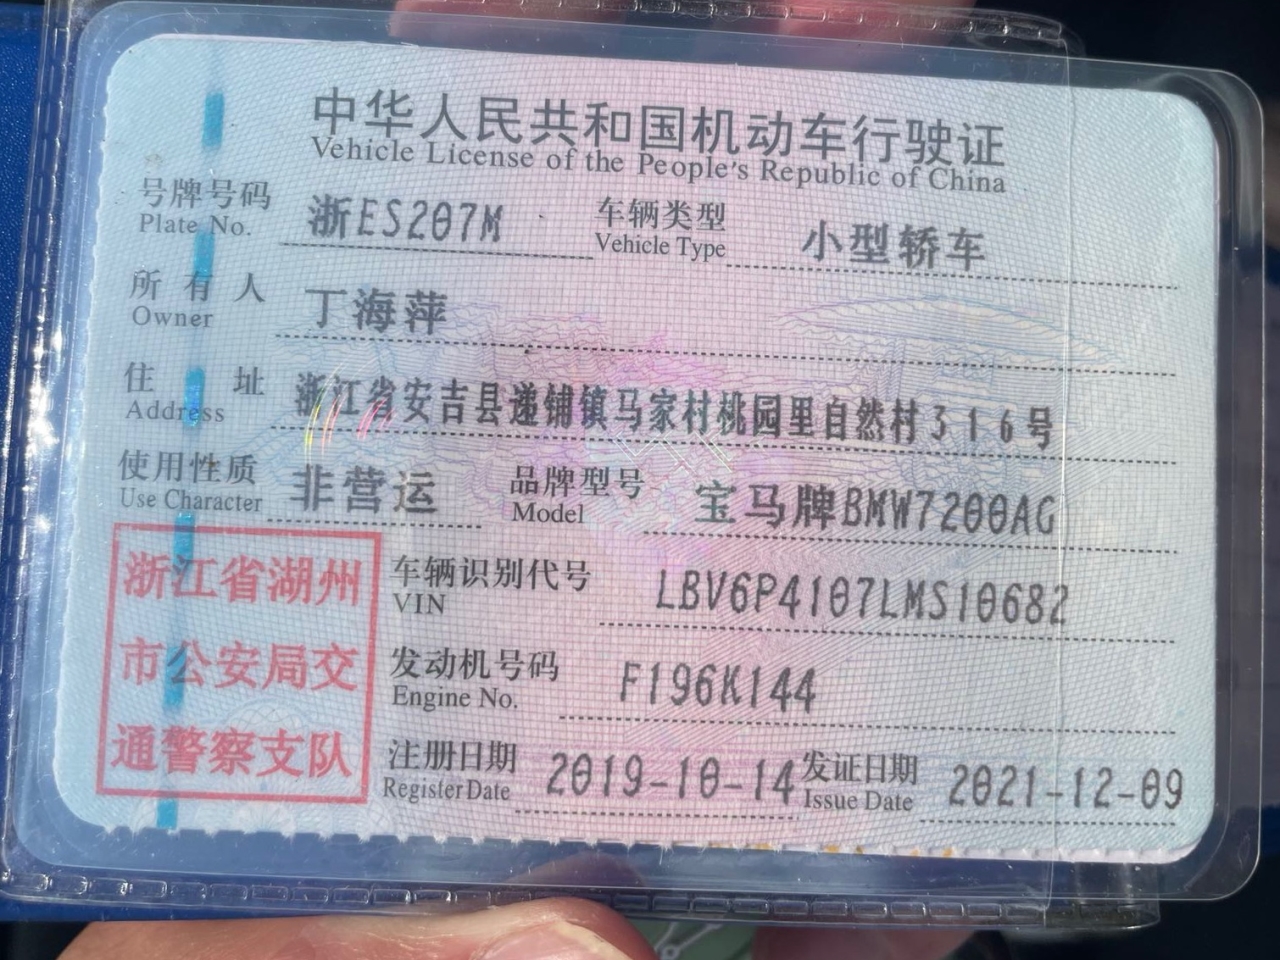 中华人民共和国机动车行驶证
Vehicle License of the People's Republic of China
号牌号码 浙ES207M 车辆类型 小型轿车
Plate No. Vehicle Type
所有人 丁海萍
Owner
住址 浙江省安吉县递铺镇马家村桃园里自然村316号
Address
使用性质 非营运 品牌型号 宝马牌BMW7200AG
Use Character Model
浙江省湖州
市公安局交
通警察支队
车辆识别代号 LBV6P4107LMS10682
VIN
发动机号码 F196K144
Engine No.
注册日期 2019-10-14 发证日期 2021-12-09
Register Date Issue Date